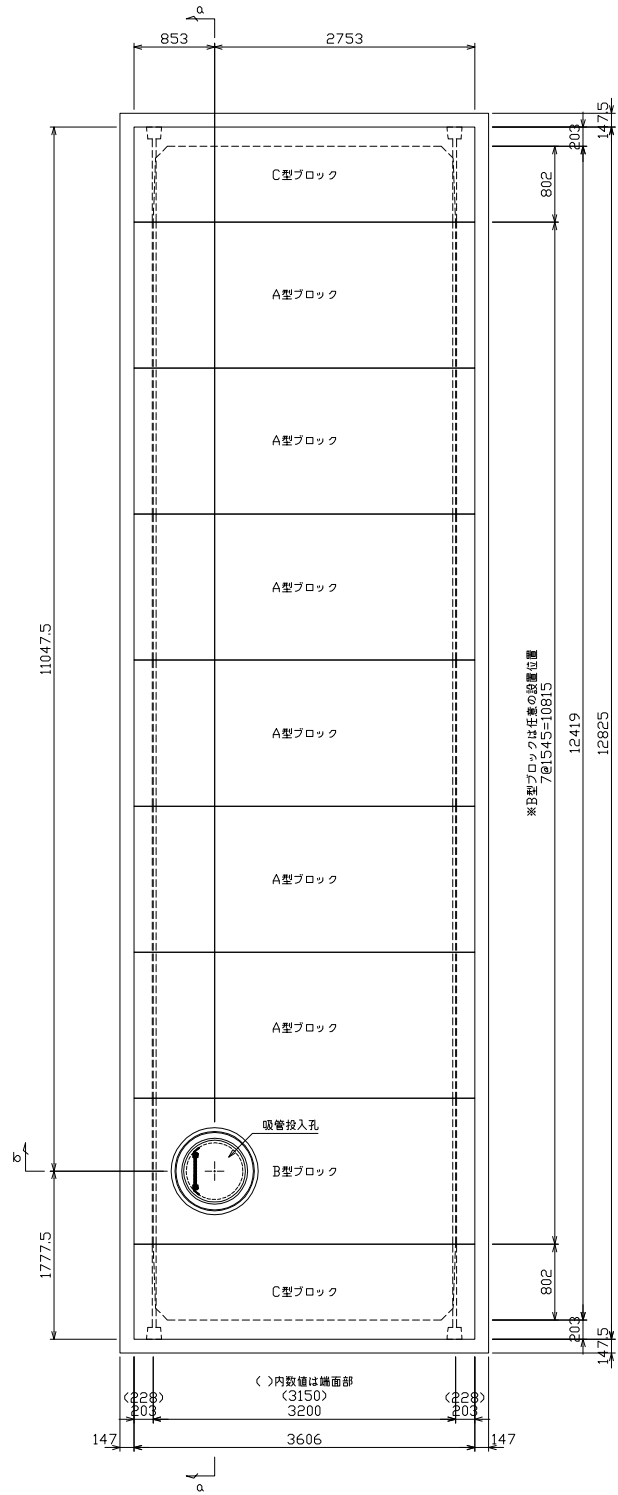 a
853
2753
147.5
203
C型ブロック
802
A型ブロック
A型ブロック
A型ブロック
11047.5
※B型ブロックは任意の設置位置
7@1545=10815
12419
12825
A型ブロック
A型ブロック
A型ブロック
吸管投入孔
b
B型ブロック
1777.5
C型ブロック
802
203
147.5
( )内数値は端面部
(228)
(3150)
(228)
203
3200
203
147
3606
147
a